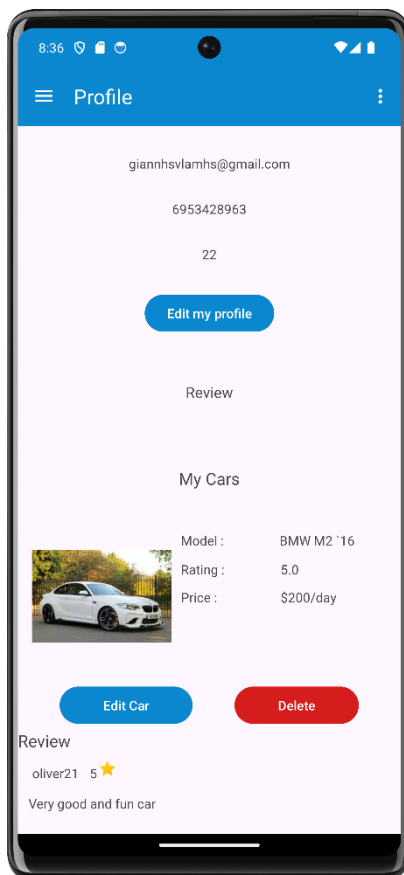 8:36
Profile
giannhsvlamhs@gmail.com
6953428963
22
Edit my profile
Review
My Cars
Model : BMW M2 `16
Rating : 5.0
Price : $200/day
Edit Car Delete
Review
oliver21 5
Very good and fun car